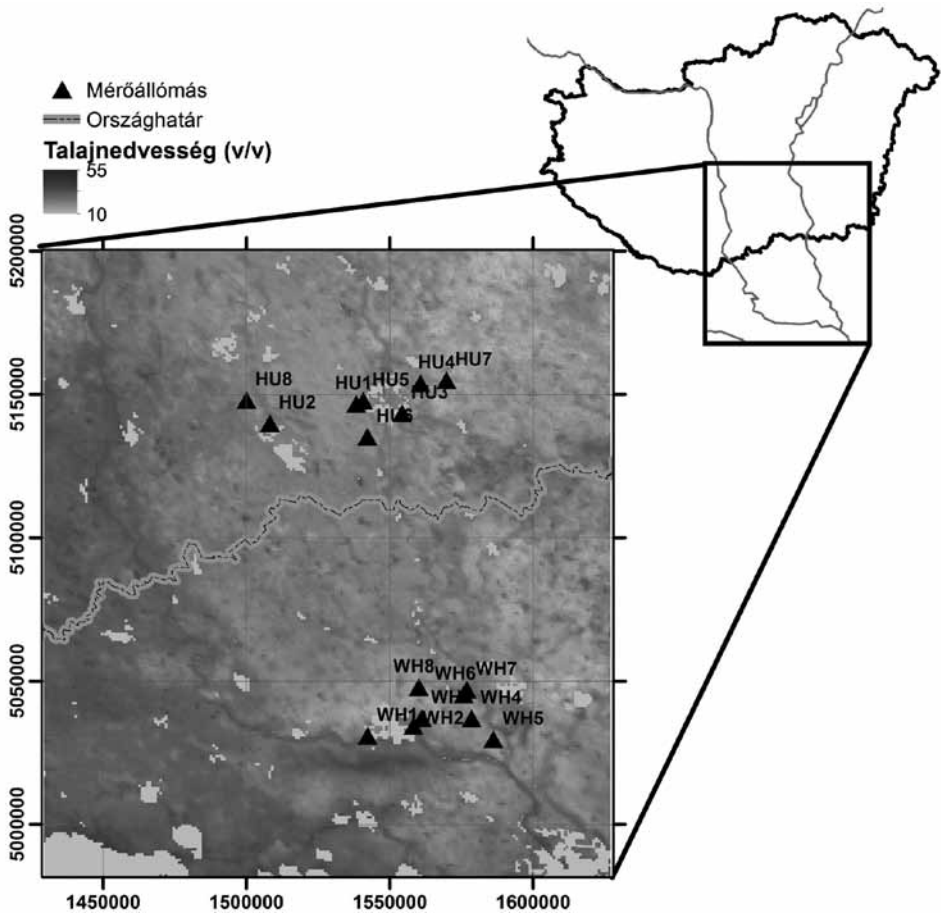 Mérőállomás
Országhatár
Talajnedvesség (v/v)
55
10
5200000
5150000
5100000
5050000
5000000
HU4 HU7
HU8
HU1 HU5
HU2
HU3
HU6
WH8
WH6 WH7
WH4
WH1 WH2 WH5
1450000 1500000 1550000 1600000